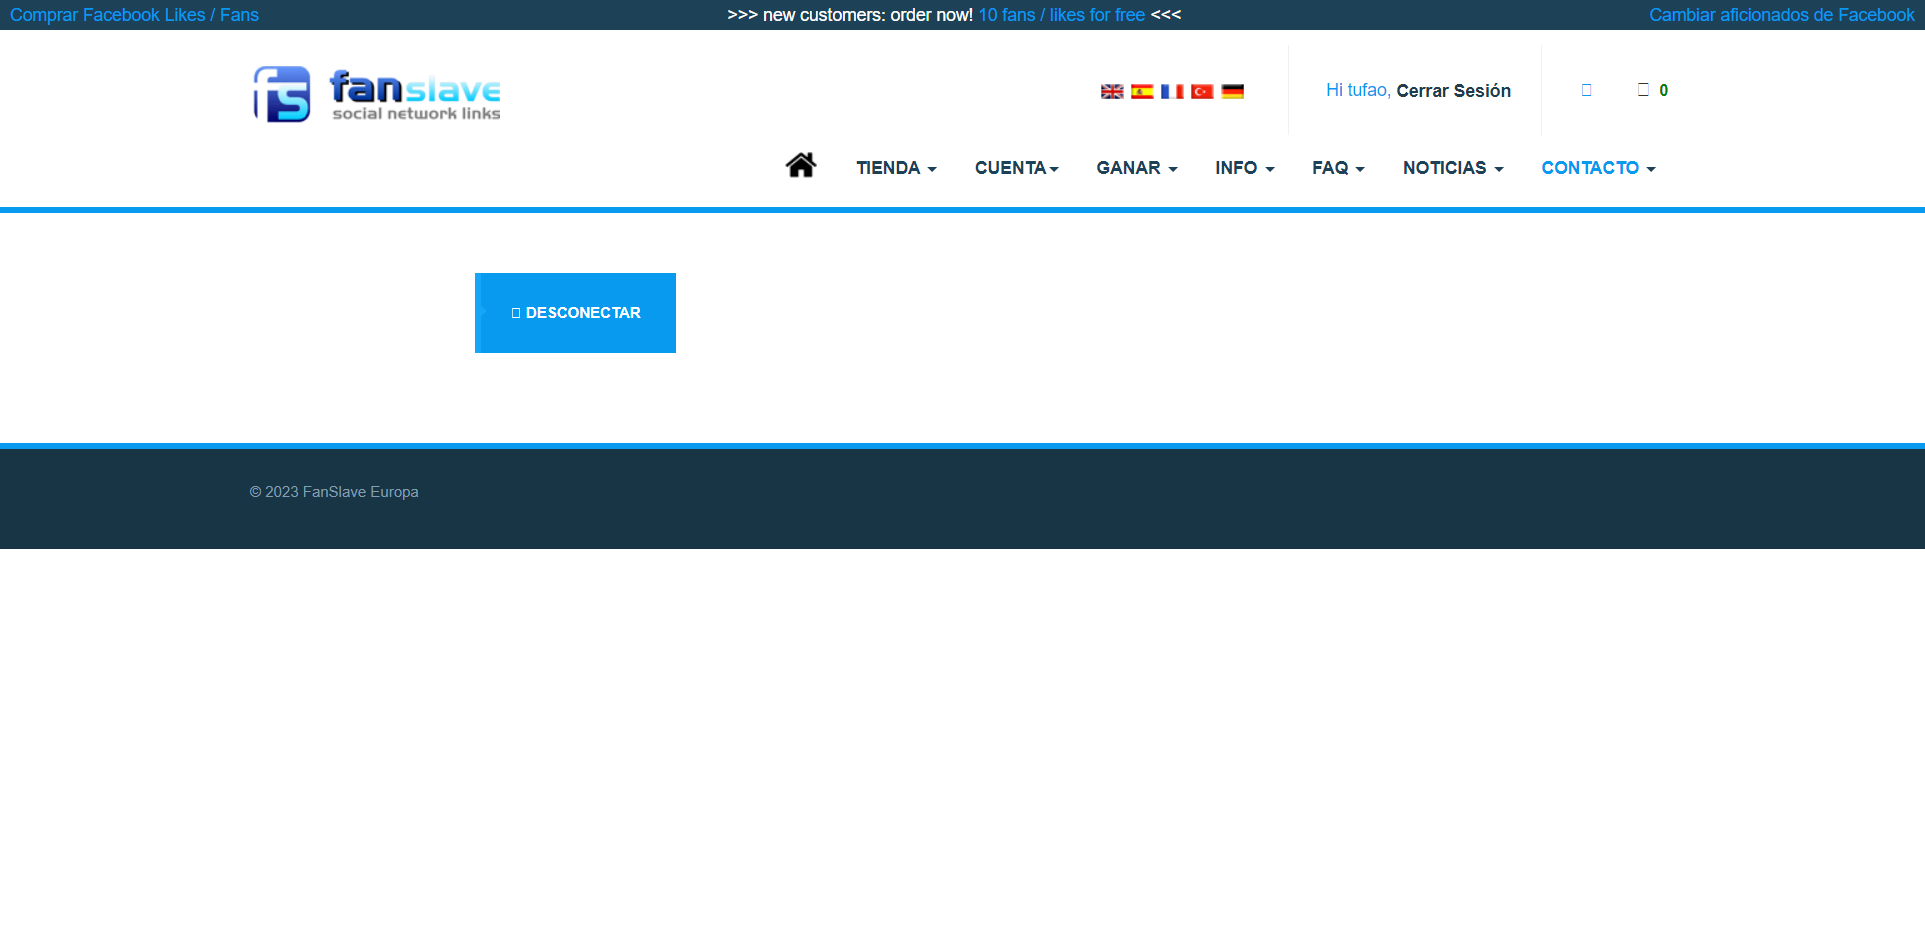 Comprar Facebook Likes / Fans
>>> new customers: order now! 10 fans / likes for free <<<
Cambiar aficionados de Facebook
fs fanslave
social network links
Hi tufao, Cerrar Sesión
0
TIENDA
CUENTA
GANAR
INFO
FAQ
NOTICIAS
CONTACTO
DESCONECTAR
© 2023 FanSlave Europa